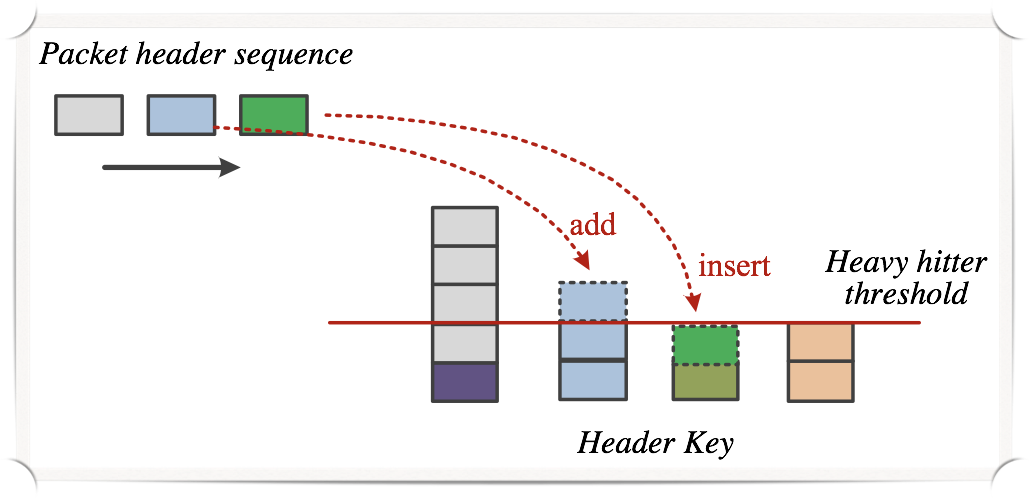 Packet header sequence
add
insert
Heavy hitter
threshold
Header Key